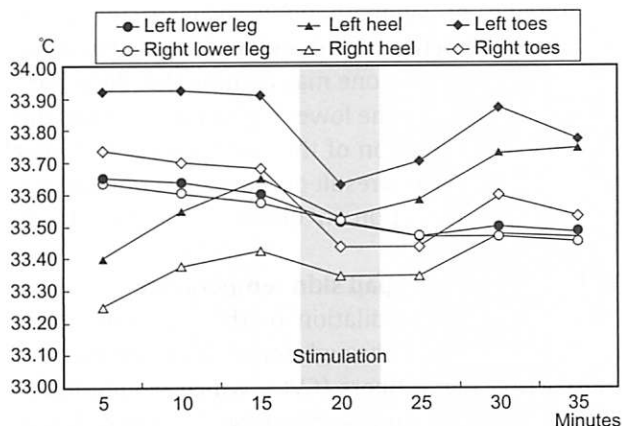 Left lower leg Left heel Left toes
Right lower leg Right heel Right toes
°C
34.00
33.90
33.80
33.70
33.60
33.50
33.40
33.30
33.20
33.10
33.00
Stimulation
5 10 15 20 25 30 35
Minutes